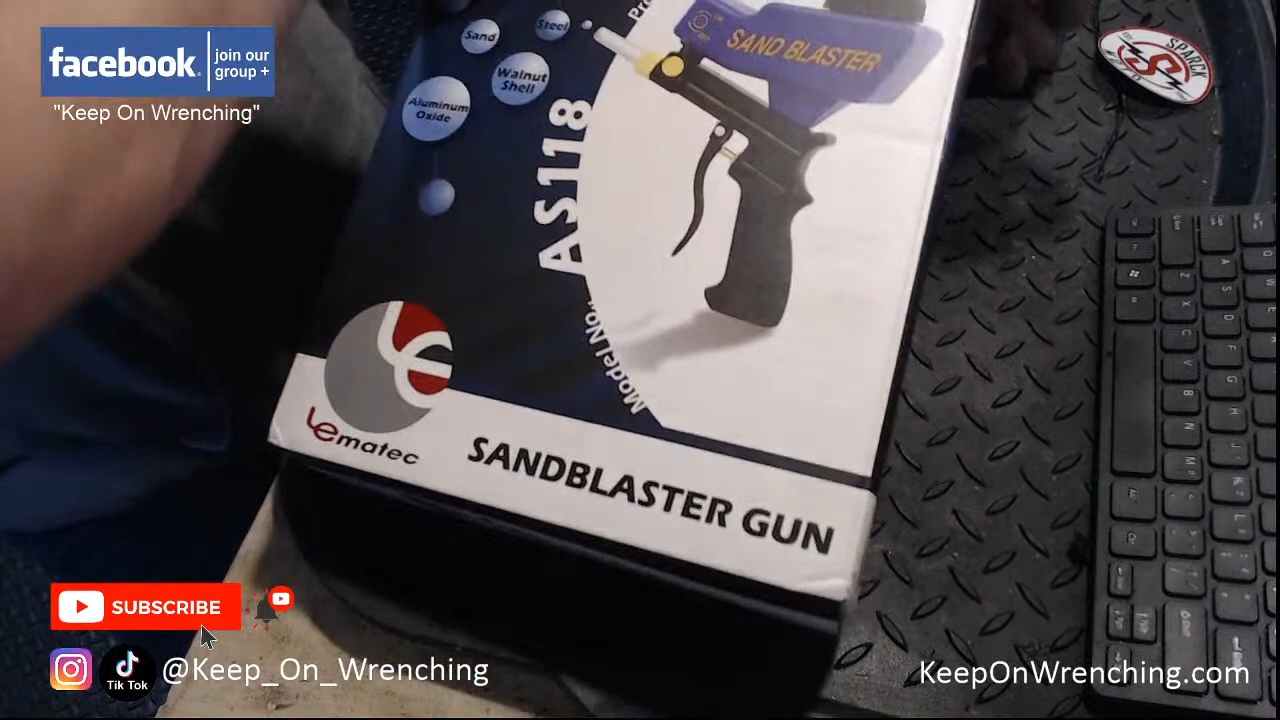 facebook.
join our
group +
"Keep On Wrenching"
Steel
Sand
Walnut
Shell
Aluminum
Oxide
SAND BLASTER
AS118
Model No.
Lematec
SANDBLASTER GUN
SPARCK
S
SUBSCRIBE
Tik Tok
@Keep_On_Wrenching
KeepOnWrenching.com